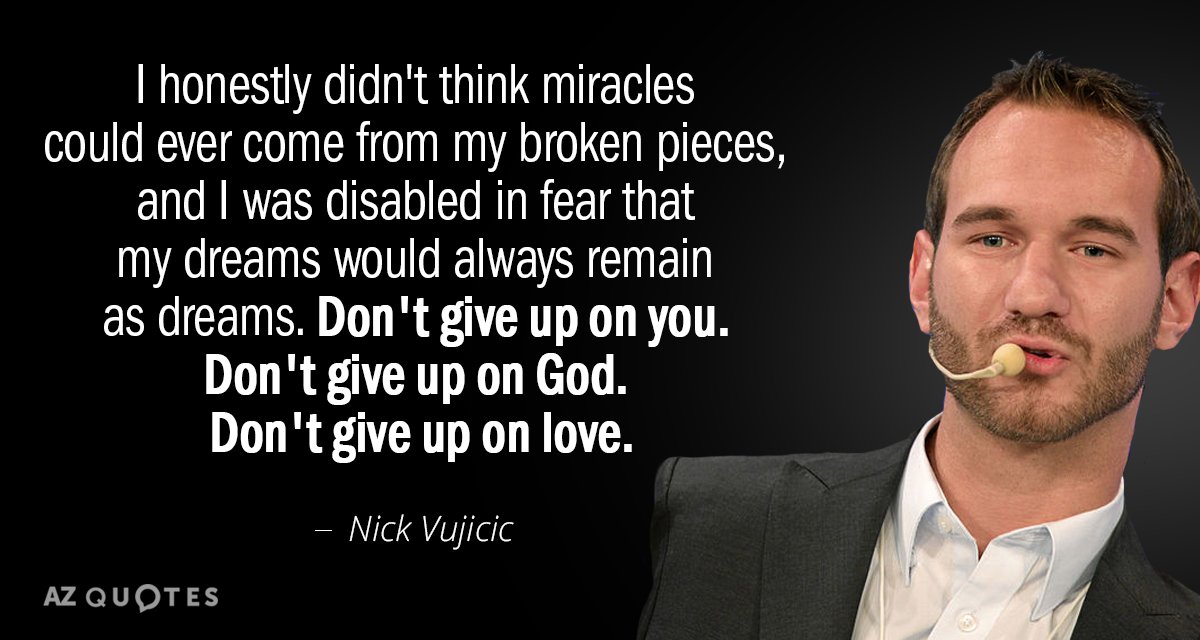 I honestly didn't think miracles
could ever come from my broken pieces,
and I was disabled in fear that
my dreams would always remain
as dreams. Don't give up on you.
Don't give up on God.
Don't give up on love.
– Nick Vujicic
AZ QUOTES